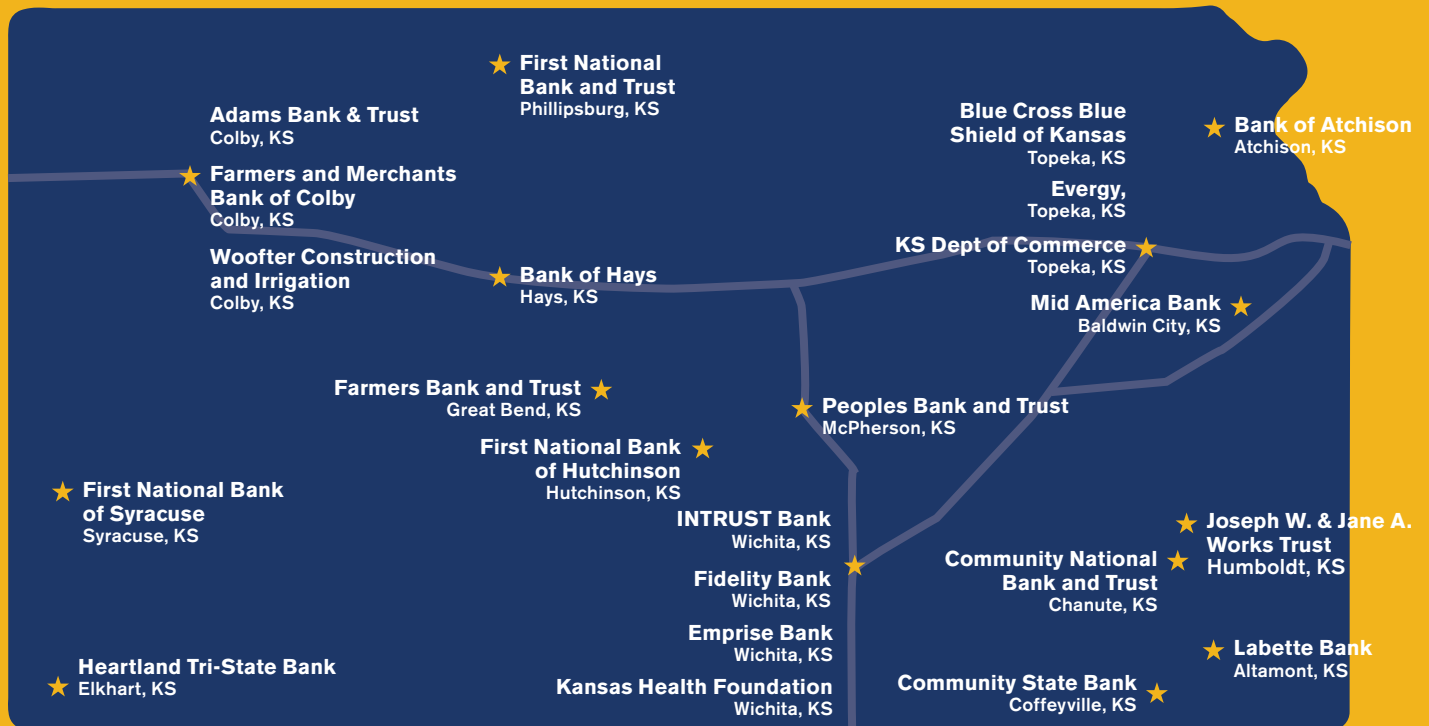 First National
Bank and Trust
Phillipsburg, KS
Adams Bank & Trust
Colby, KS
Farmers and Merchants
Bank of Colby
Colby, KS
Woofter Construction
and Irrigation
Colby, KS
Bank of Hays
Hays, KS
Blue Cross Blue
Shield of Kansas
Topeka, KS
Evergy,
Topeka, KS
KS Dept of Commerce
Topeka, KS
Bank of Atchison
Atchison, KS
Mid America Bank
Baldwin City, KS
Farmers Bank and Trust
Great Bend, KS
Peoples Bank and Trust
McPherson, KS
First National Bank
of Hutchinson
Hutchinson, KS
First National Bank
of Syracuse
Syracuse, KS
INTRUST Bank
Wichita, KS
Fidelity Bank
Wichita, KS
Emprise Bank
Wichita, KS
Kansas Health Foundation
Wichita, KS
Joseph W. & Jane A.
Works Trust
Humboldt, KS
Community National
Bank and Trust
Chanute, KS
Labette Bank
Altamont, KS
Community State Bank
Coffeyville, KS
Heartland Tri-State Bank
Elkhart, KS